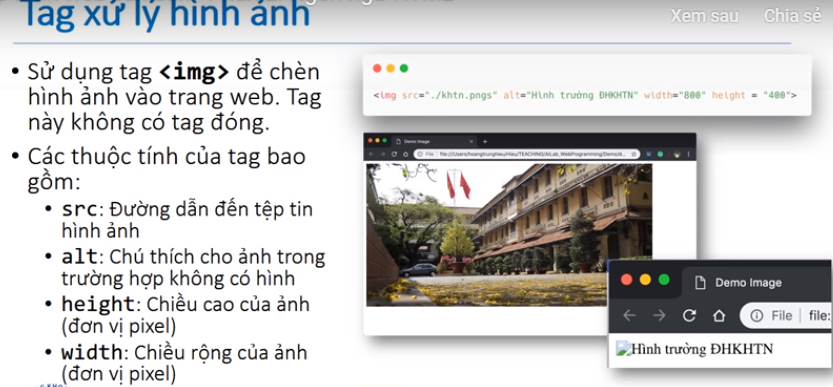 Tag xử lý hình ảnh
Xem sau
Chia sẻ
• Sử dụng tag <img> để chèn
hình ảnh vào trang web. Tag
này không có tag đóng.
• Các thuộc tính của tag bao
gồm:
• src: Đường dẫn đến tệp tin
hình ảnh
• alt: Chú thích cho ảnh trong
trường hợp không có hình
• height: Chiều cao của ảnh
(đơn vị pixel)
• width: Chiều rộng của ảnh
(đơn vị pixel)
<img src="./khtn.pngs" alt="Hình trường ĐHKHTN" width="800" height = "400">
Demo Image
File | file:///Users/hoangtrunghieu/Hieu/TEACHING/AILab_WebProgramming/Demo/d...
Demo Image
File | file:
Hình trường ĐHKHTN